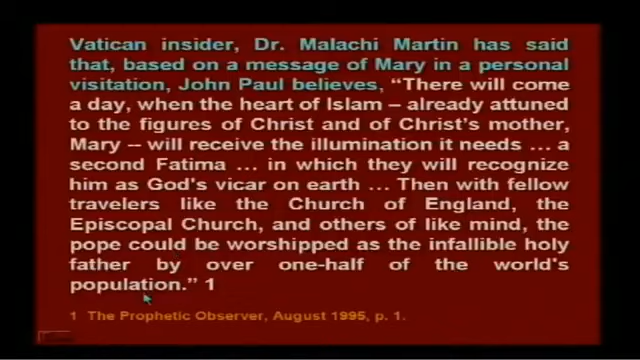 Vatican insider, Dr. Malachi Martin has said
that, based on a message of Mary in a personal
visitation, John Paul believes, “There will come
a day, when the heart of Islam – already attuned
to the figures of Christ and of Christ’s mother,
Mary -- will receive the illumination it needs … a
second Fatima … in which they will recognize
him as God's vicar on earth … Then with fellow
travelers like the Church of England, the
Episcopal Church, and others of like mind, the
pope could be worshipped as the infallible holy
father by over one-half of the world's
population.” 1
1 The Prophetic Observer, August 1995, p. 1.